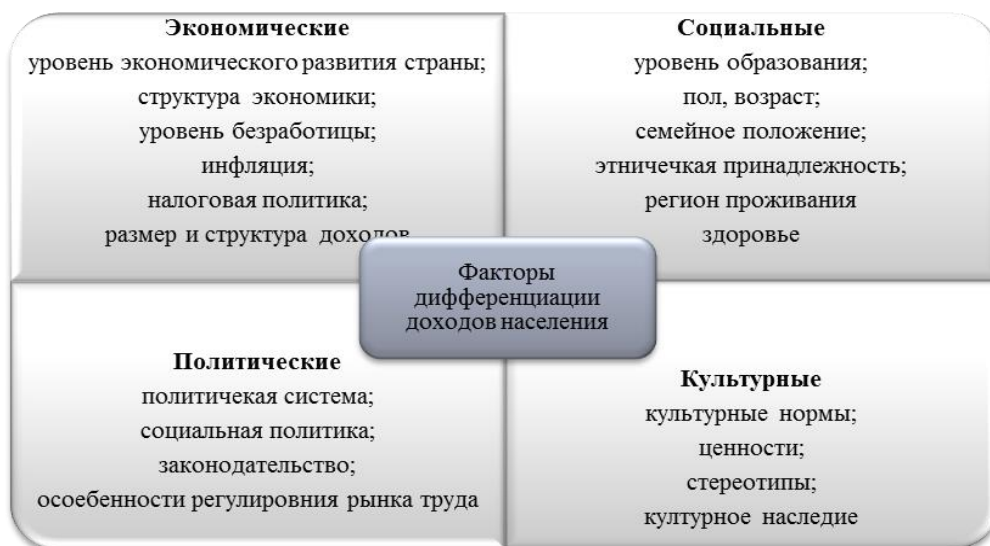 Экономические
уровень экономического развития страны;
структура экономики;
уровень безработицы;
инфляция;
налоговая политика;
размер и структура доходов
Социальные
уровень образования;
пол, возраст;
семейное положение;
этничечкая принадлежность;
регион проживания
здоровье
Факторы
дифференциации
доходов населения
Политические
политичекая система;
социальная политика;
законодательство;
осоебенности регулировния рынка труда
Культурные
культурные нормы;
ценности;
стереотипы;
културное наследие